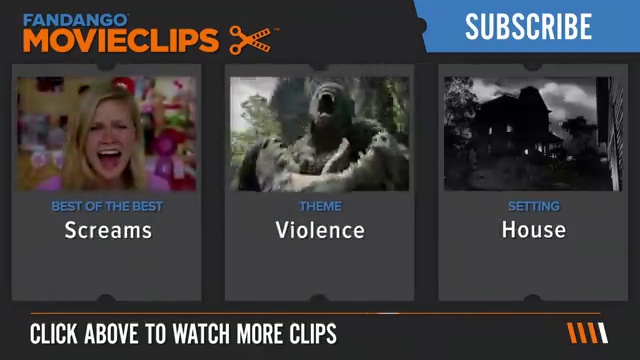 FANDANGO
MOVIECLIPS
SUBSCRIBE
BEST OF THE BEST
Screams
THEME
Violence
SETTING
House
CLICK ABOVE TO WATCH MORE CLIPS